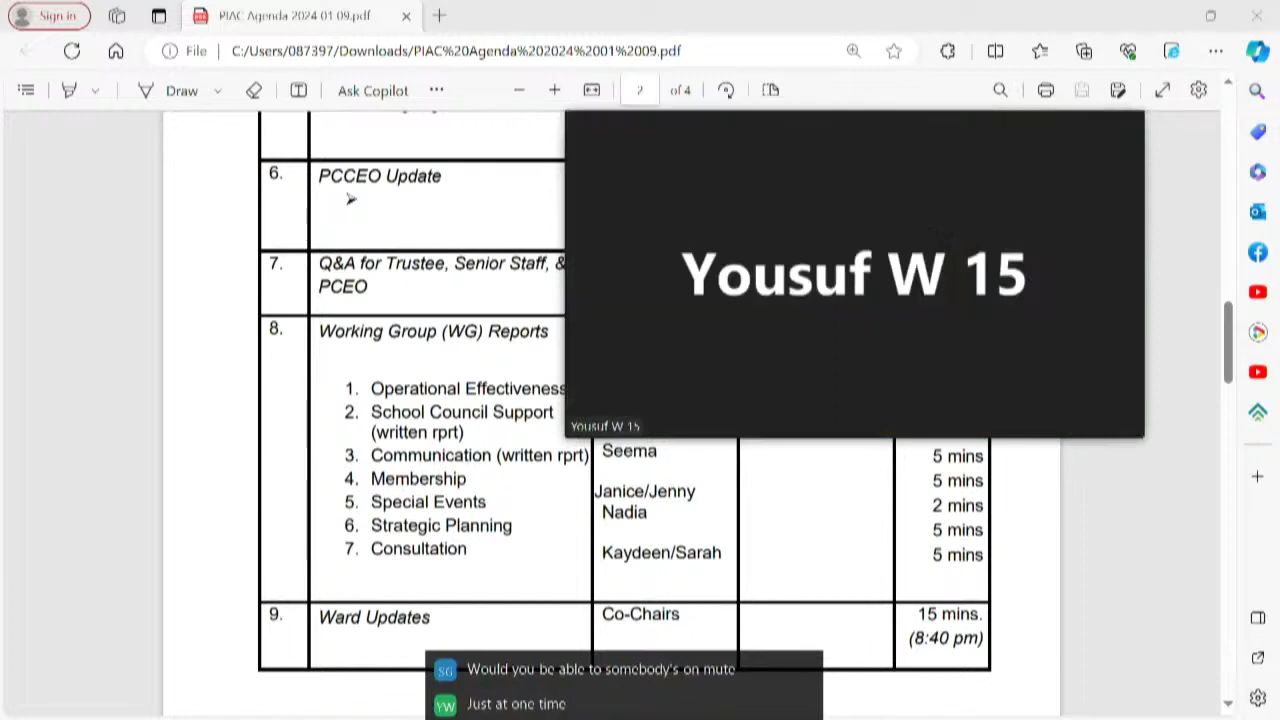 Sign in
PIAC Agenda 2024 01 09.pdf
File
C:/Users/087397/Downloads/PIAC%20Agenda%202024%2001%2009.pdf
Draw
Ask Copilot
2 of 4
6. PCCEO Update
7. Q&A for Trustee, Senior Staff, &
PCEO
8. Working Group (WG) Reports
1. Operational Effectiveness
2. School Council Support
(written rprt)
3. Communication (written rprt)
4. Membership
5. Special Events
6. Strategic Planning
7. Consultation
Seema
Janice/Jenny
Nadia
Kaydeen/Sarah
5 mins
5 mins
2 mins
5 mins
5 mins
9. Ward Updates
Co-Chairs
15 mins.
(8:40 pm)
Yousuf W 15
Yousuf W 15
SG Would you be able to somebody's on mute
YW Just at one time